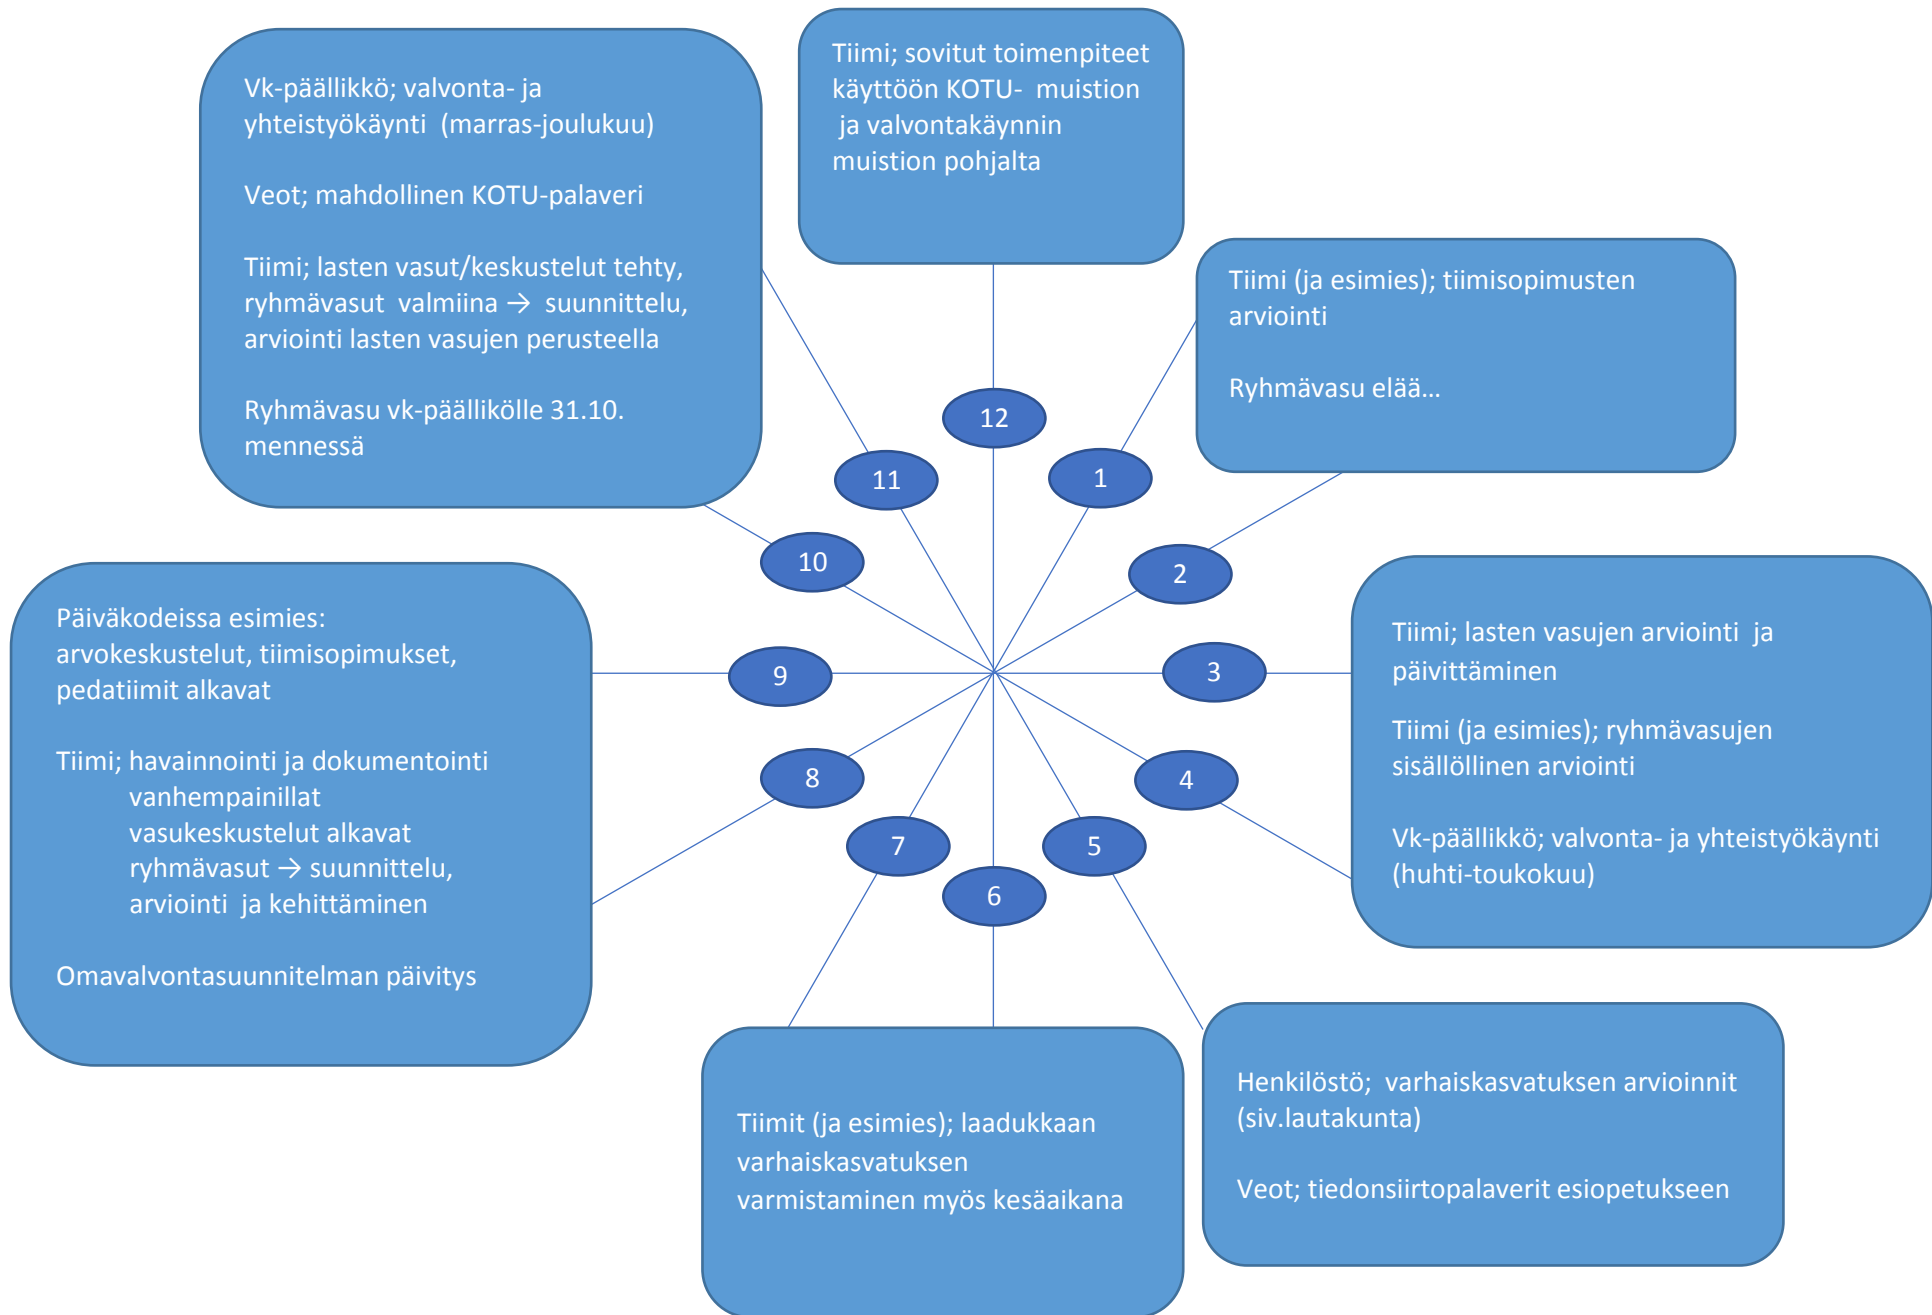 Tiimi; sovitut toimenpiteet
käyttöön KOTU- muistion
ja valvontakäynnin
muistion pohjalta
Vk-päällikkö; valvonta- ja
yhteistyökäynti (marras-joulukuu)
Veot; mahdollinen KOTU-palaveri
Tiimi; lasten vasut/keskustelut tehty,
ryhmävasut valmiina → suunnittelu,
arviointi lasten vasujen perusteella
Ryhmävasu vk-päällikölle 31.10.
mennessä
Tiimi (ja esimies); tiimisopimusten
arviointi
Ryhmävasu elää...
12
11
1
10
2
9
3
8
4
7
5
6
Päiväkodeissa esimies:
arvokeskustelut, tiimisopimukset,
pedatiimit alkavat
Tiimi; havainnointi ja dokumentointi
vanhempainillat
vasukeskustelut alkavat
ryhmävasut → suunnittelu,
arviointi ja kehittäminen
Omavalvontasuunnitelman päivitys
Tiimi; lasten vasujen arviointi ja
päivittäminen
Tiimi (ja esimies); ryhmävasujen
sisällöllinen arviointi
Vk-päällikkö; valvonta- ja yhteistyökäynti
(huhti-toukokuu)
Tiimit (ja esimies); laadukkaan
varhaiskasvatuksen
varmistaminen myös kesäaikana
Henkilöstö; varhaiskasvatuksen arvioinnit
(siv.lautakunta)
Veot; tiedonsiirtopalaverit esiopetukseen